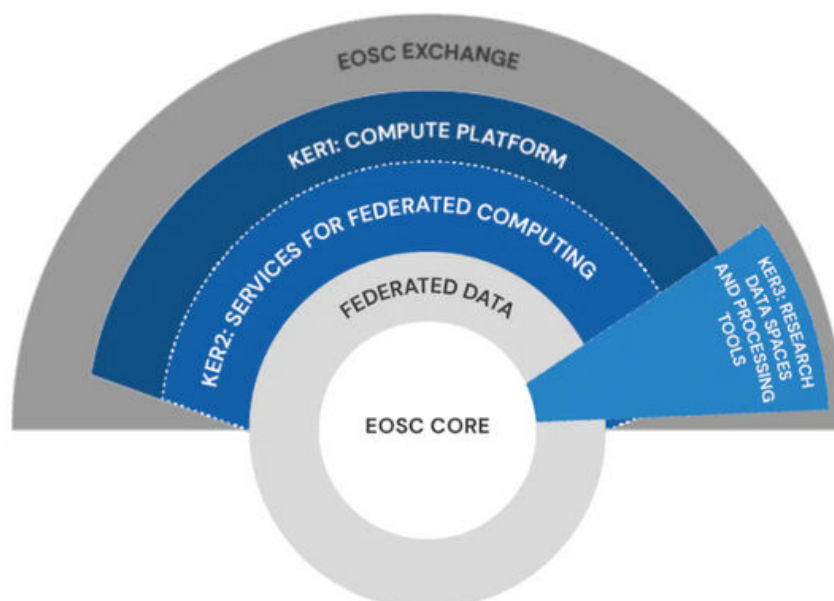 EOSC EXCHANGE
KER1: COMPUTE PLATFORM
KER2: SERVICES FOR FEDERATED COMPUTING
FEDERATED DATA
KER3: RESEARCH
DATA SPACES
AND PROCESSING
TOOLS
EOSC CORE